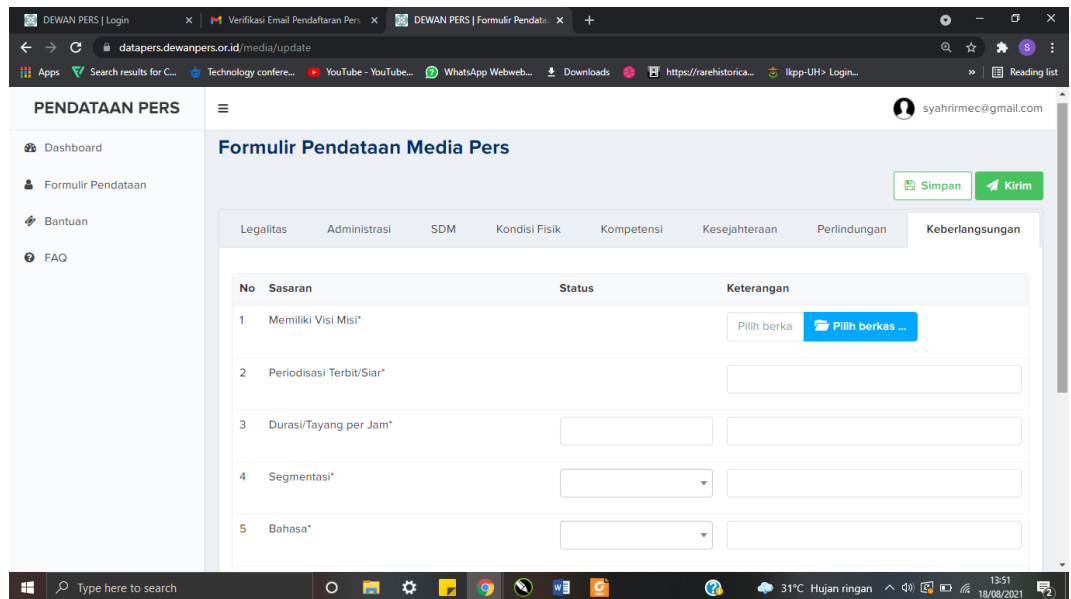 DEWAN PERS | Login
Verifikasi Email Pendaftaran Pers
DEWAN PERS | Formulir Pendata
datapers.dewanpers.or.id/media/update
Apps
Search results for C...
Technology confere...
YouTube - YouTube...
WhatsApp Webweb...
Downloads
https://rarehistorica...
lkpp-UH> Login...
»
Reading list
PENDATAAN PERS
syahrirmec@gmail.com
Dashboard
Formulir Pendataan
Bantuan
FAQ
Formulir Pendataan Media Pers
Simpan
Kirim
Legalitas
Administrasi
SDM
Kondisi Fisik
Kompetensi
Kesejahteraan
Perlindungan
Keberlangsungan
No Sasaran Status Keterangan
1 Memiliki Visi Misi*
Pilih berka
Pilih berkas ...
2 Periodisasi Terbit/Siar*
3 Durasi/Tayang per Jam*
4 Segmentasi*
5 Bahasa*
Type here to search
31°C Hujan ringan
13:51
18/08/2021
2